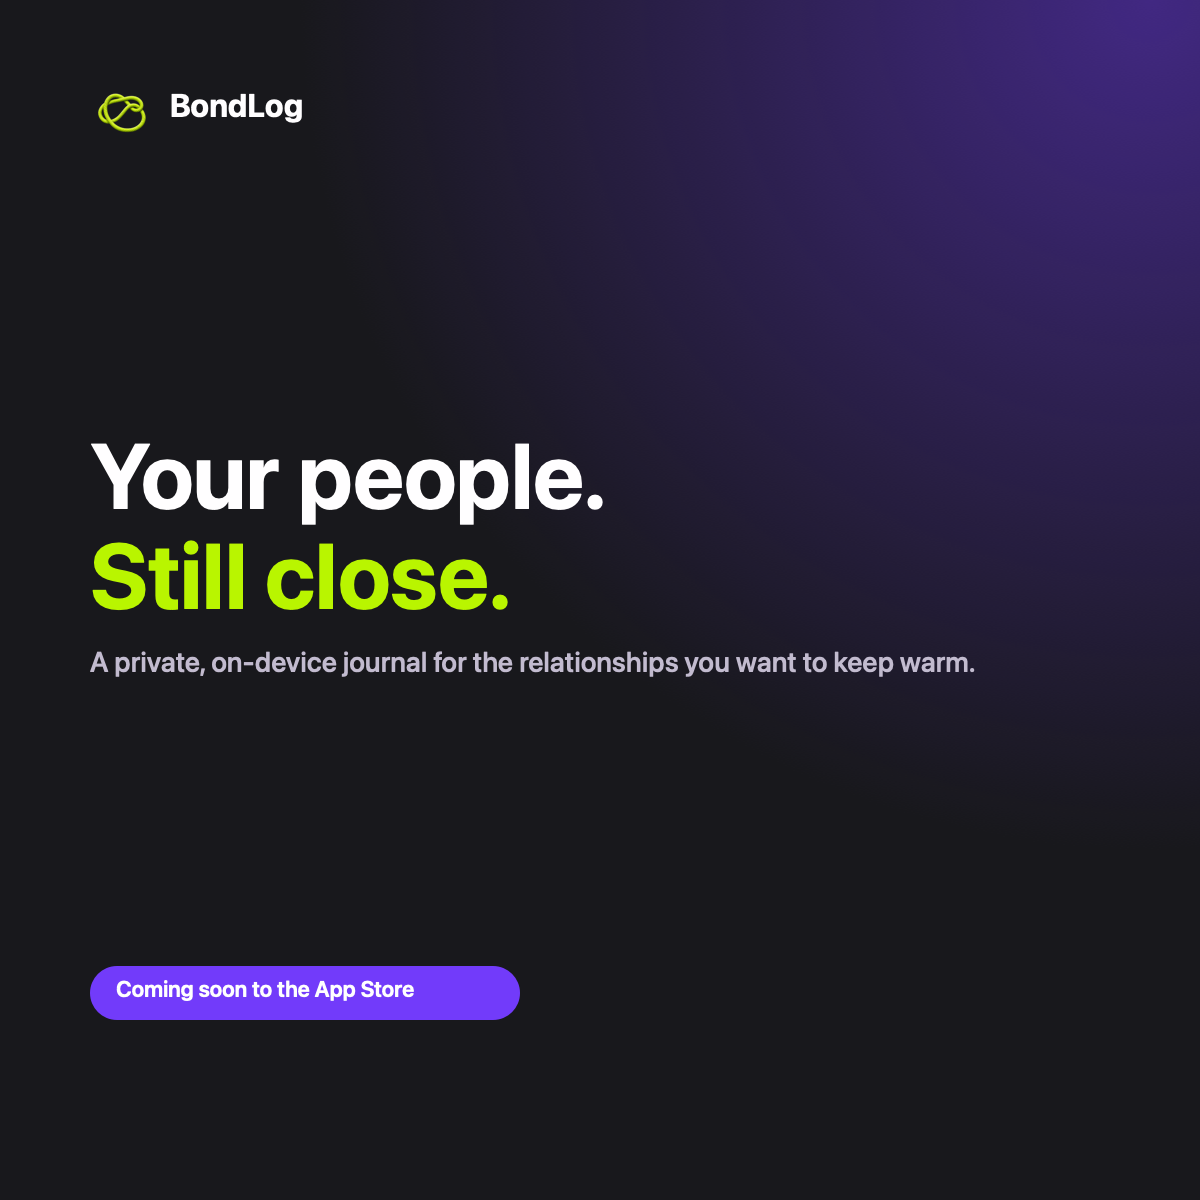 BondLog
Your people.
Still close.
A private, on-device journal for the relationships you want to keep warm.
Coming soon to the App Store